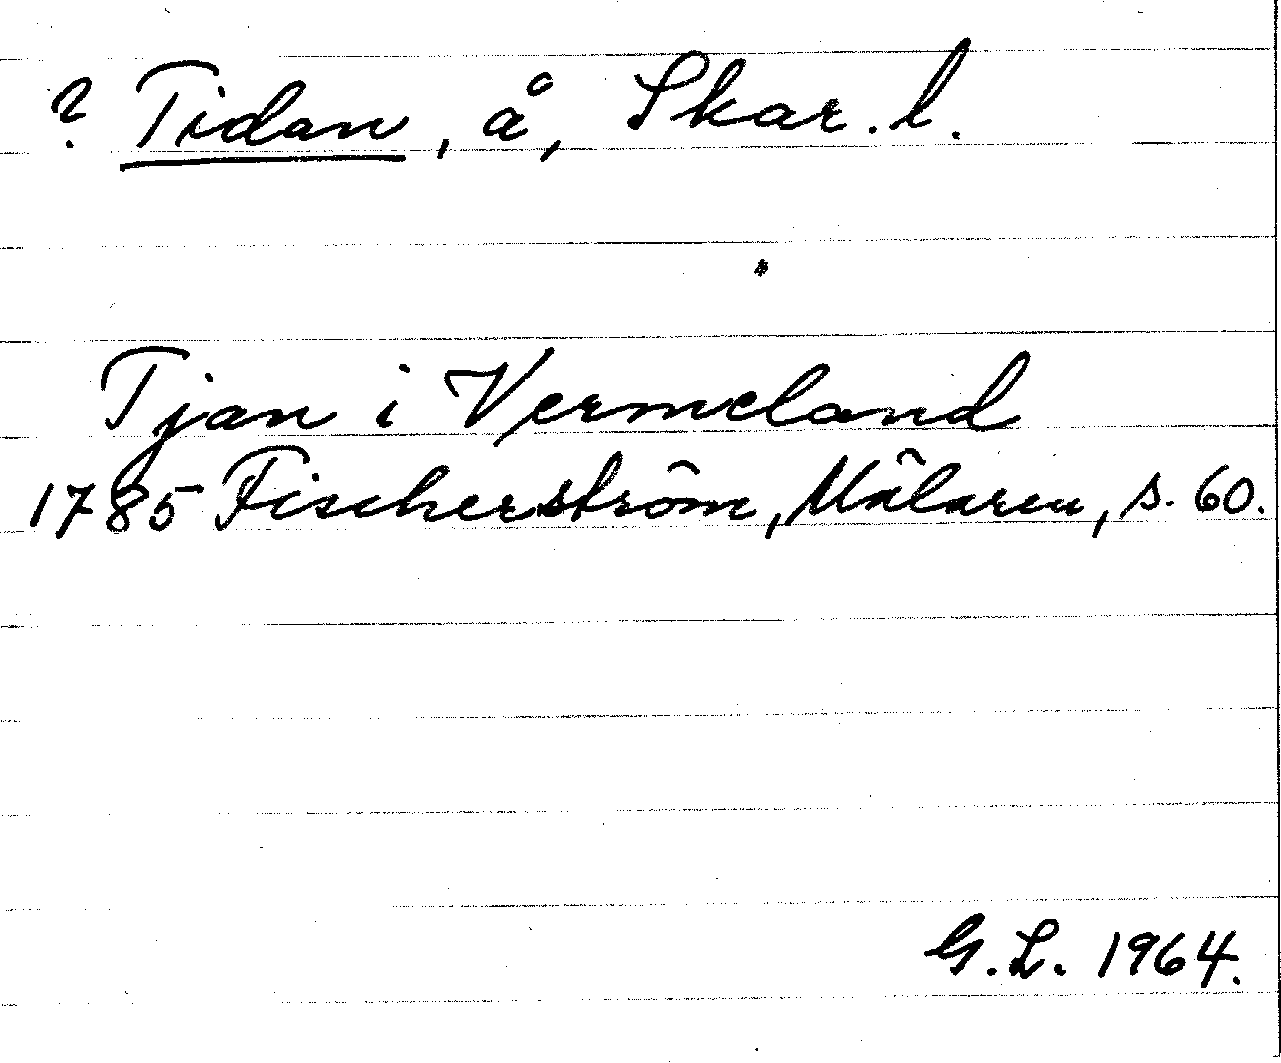 ? Tidan, å, Skar. l.
Tjan i Vermeland
1785 Fischerström, Mälaren, s. 60.
G.L. 1964.